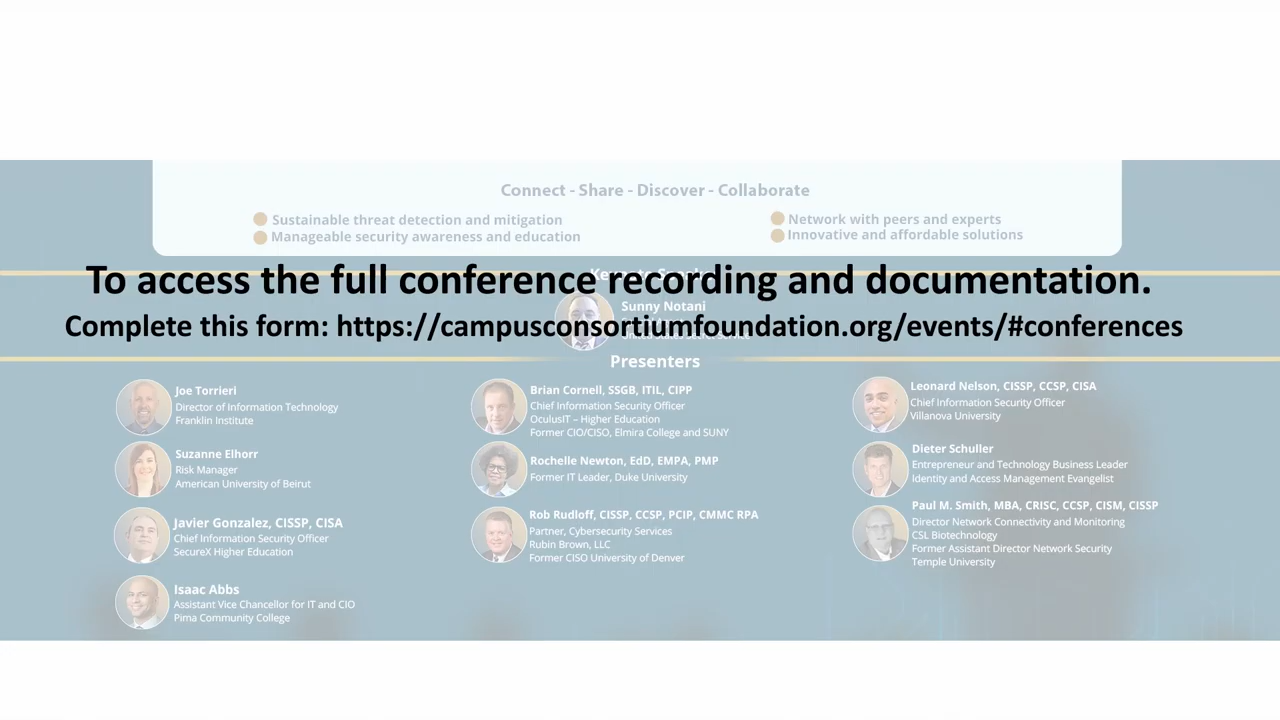 Connect - Share - Discover - Collaborate
Sustainable threat detection and mitigation
Manageable security awareness and education
Network with peers and experts
Innovative and affordable solutions
To access the full conference recording and documentation.
Sunny Notani
Complete this form: https://campusconsortiumfoundation.org/events/#conferences
Presenters
Joe Torrieri
Director of Information Technology
Franklin Institute
Suzanne Elhorr
Risk Manager
American University of Beirut
Javier Gonzalez, CISSP, CISA
Chief Information Security Officer
SecureX Higher Education
Isaac Abbs
Assistant Vice Chancellor for IT and CIO
Pima Community College
Brian Cornell, SSGB, ITIL, CIPP
Chief Information Security Officer
OculusIT – Higher Education
Former CIO/CISO, Elmira College and SUNY
Rochelle Newton, EdD, EMPA, PMP
Former IT Leader, Duke University
Rob Rudloff, CISSP, CCSP, PCIP, CMMC RPA
Partner, Cybersecurity Services
Rubin Brown, LLC
Former CISO University of Denver
Leonard Nelson, CISSP, CCSP, CISA
Chief Information Security Officer
Villanova University
Dieter Schuller
Entrepreneur and Technology Business Leader
Identity and Access Management Evangelist
Paul M. Smith, MBA, CRISC, CCSP, CISM, CISSP
Director Network Connectivity and Monitoring
CSL Biotechnology
Former Assistant Director Network Security
Temple University